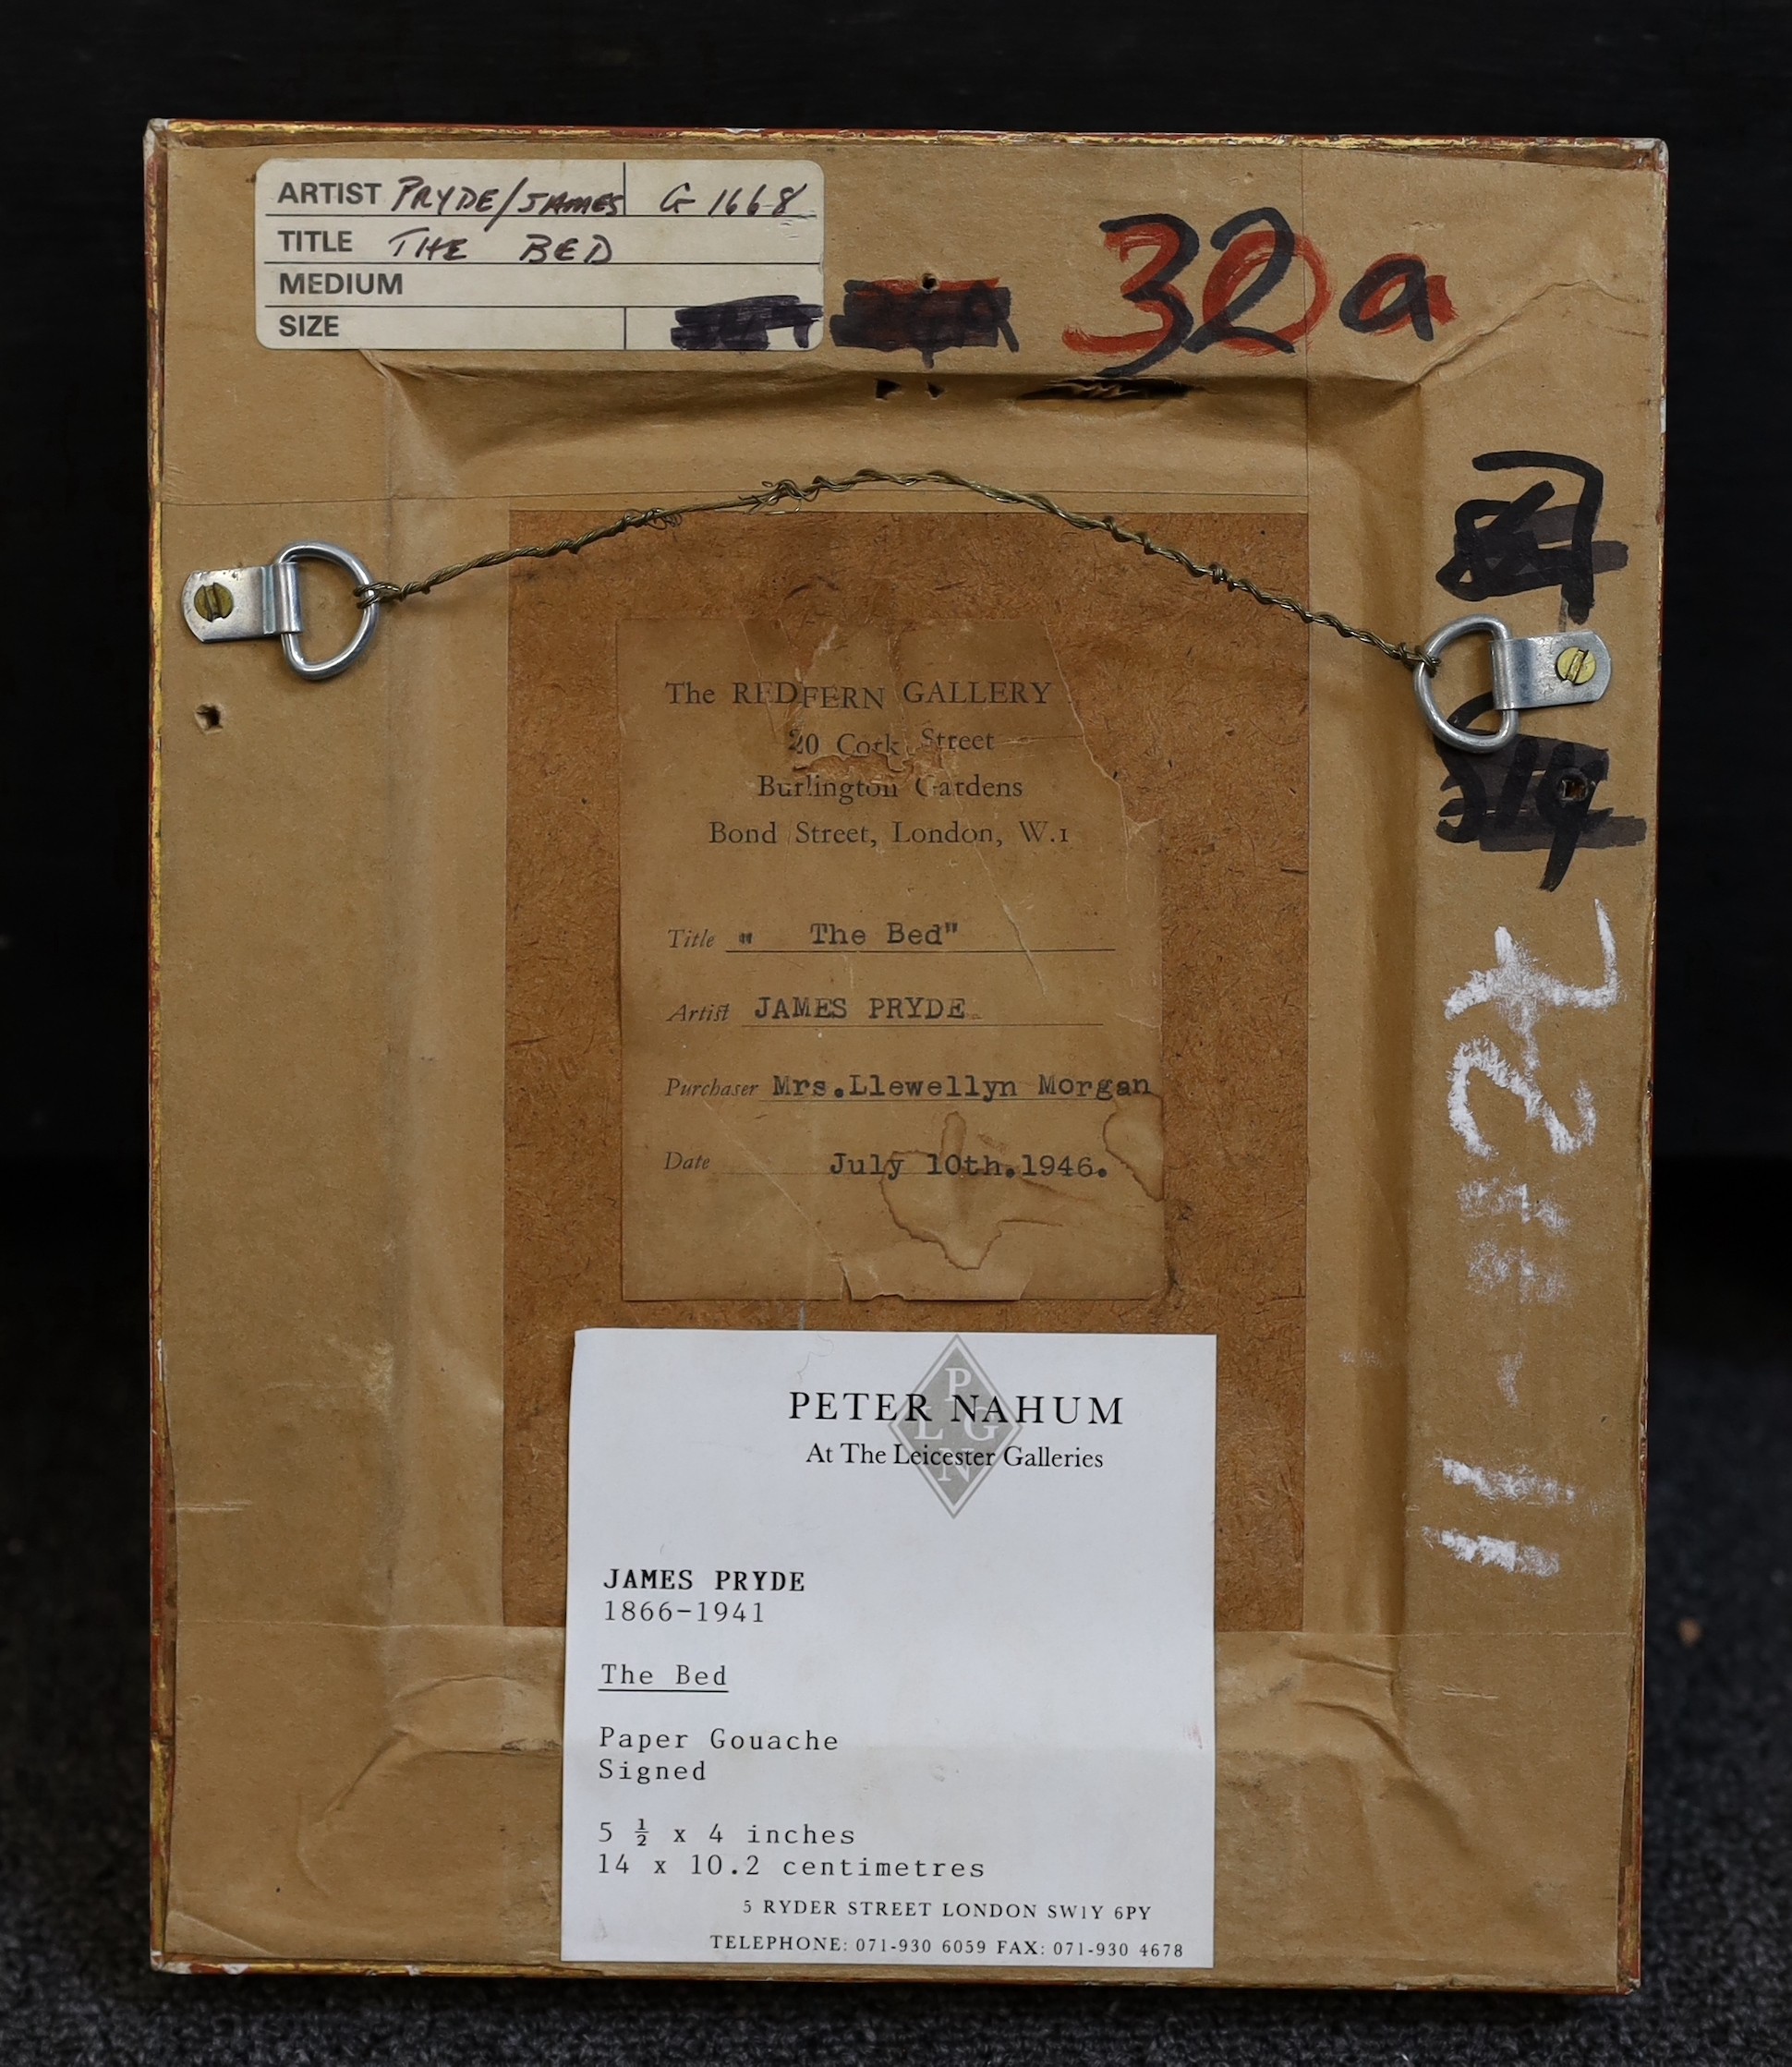 ARTIST PRYDE/JAMES G 1668
TITLE THE BED
MEDIUM
SIZE
32a
The REDFERN GALLERY
20 Cork Street
Burlington Gardens
Bond Street, London, W.1
Title " The Bed"
Artist JAMES PRYDE
Purchaser Mrs.Llewellyn Morgan
Date July 10th.1946.
PETER NAHUM
At The Leicester Galleries
P
L G
N
JAMES PRYDE
1866-1941
The Bed
Paper Gouache
Signed
5 ½ x 4 inches
14 x 10.2 centimetres
5 RYDER STREET LONDON SW1Y 6PY
TELEPHONE: 071-930 6059 FAX: 071-930 4678